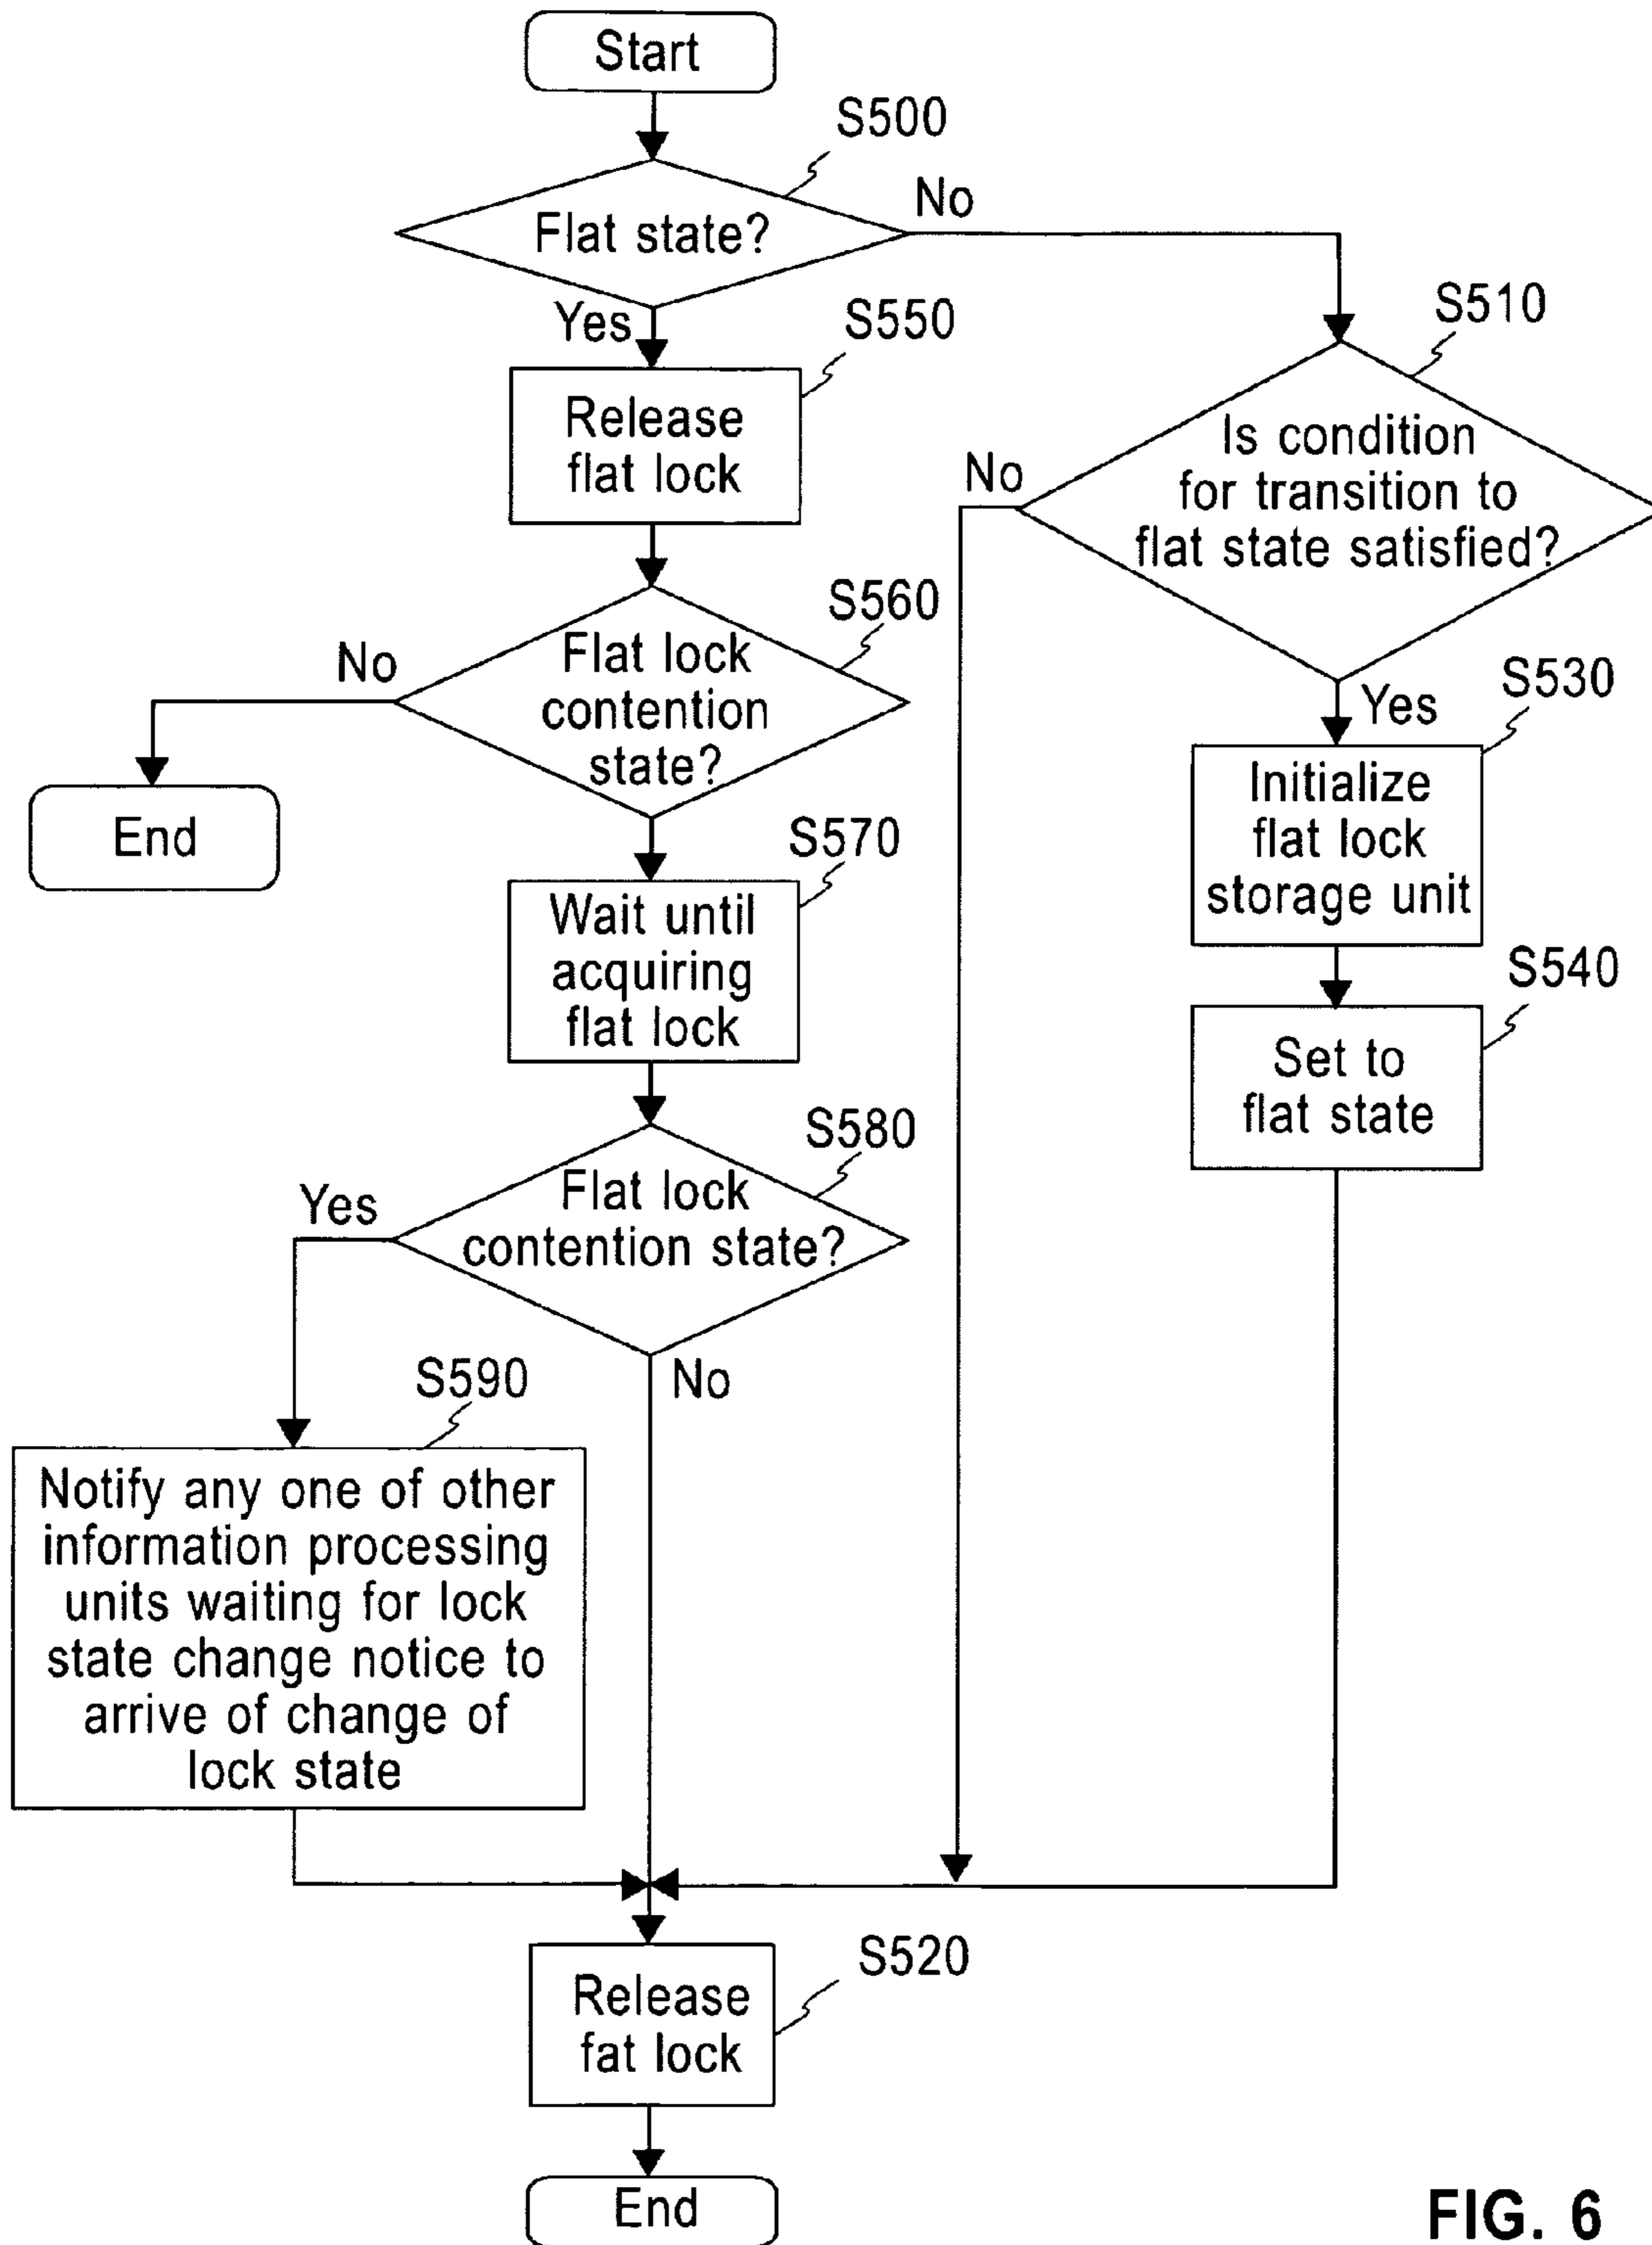 Start
S500
Flat state?
No
Yes
S550
Release
flat lock
S510
Is condition
for transition to
flat state satisfied?
No
Yes
S560
Flat lock
contention
state?
No
End
S530
Initialize
flat lock
storage unit
S570
Wait until
acquiring
flat lock
S540
Set to
flat state
S580
Flat lock
contention state?
Yes
No
S590
Notify any one of other
information processing
units waiting for lock
state change notice to
arrive of change of
lock state
S520
Release
fat lock
End
FIG. 6